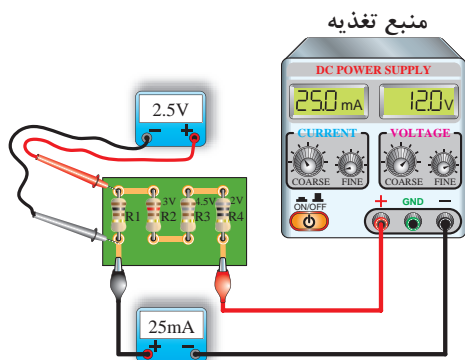 منبع تغذیه
DC POWER SUPPLY
25.0 mA 12.0V
CURRENT VOLTAGE
COARSE FINE COARSE FINE
ON/OFF
+ GND −
2.5V
− +
3V 4.5V 2V
R1 R2 R3 R4
25mA
+ −